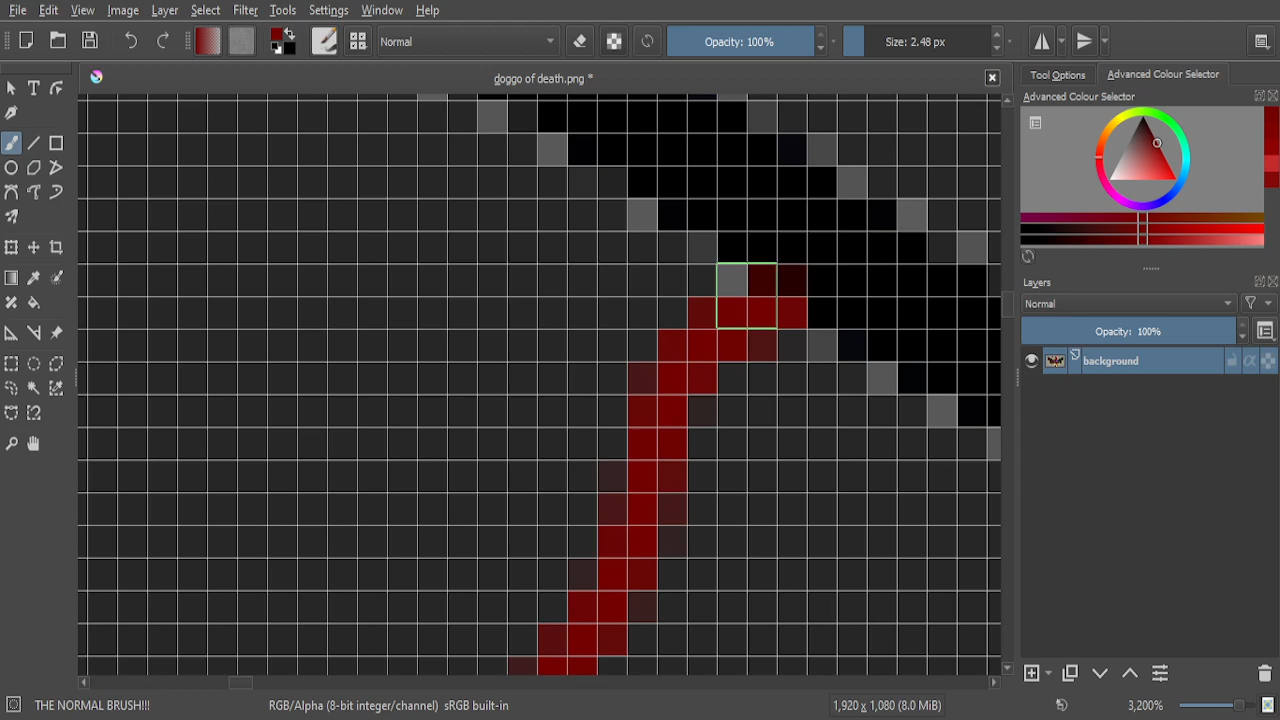 File Edit View Image Layer Select Filter Tools Settings Window Help
Normal Opacity: 100% Size: 2.48 px
doggo of death.png *
Tool Options Advanced Colour Selector
Advanced Colour Selector
Layers
Normal
Opacity: 100%
background
THE NORMAL BRUSH!!! RGB/Alpha (8-bit integer/channel) sRGB built-in 1,920 x 1,080 (8.0 MiB) 3,200%